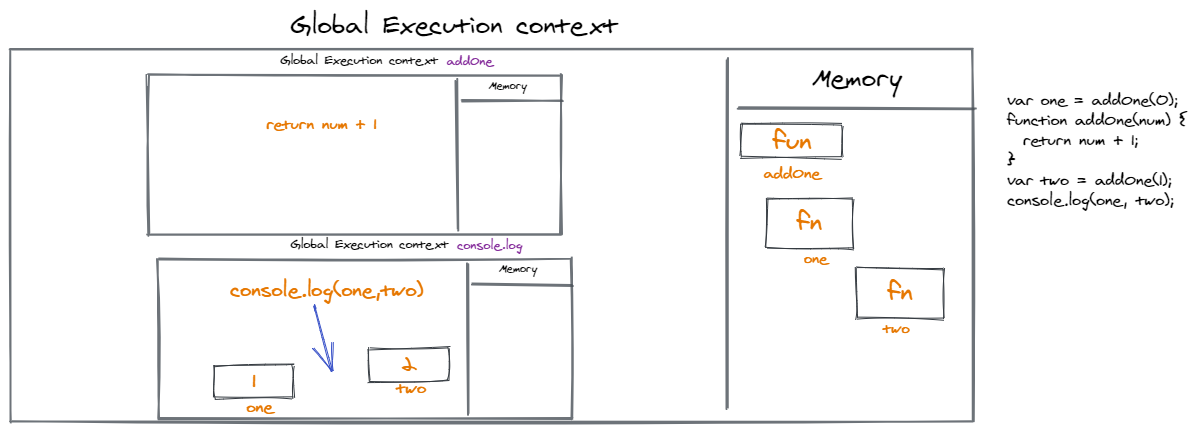 Global Execution context
Global Execution context addOne
Memory
return num + 1
Global Execution context console.log
Memory
console.log(one,two)
1
one
2
two
Memory
fun
addOne
fn
one
fn
two
var one = addOne(0);
function addOne(num) {
return num + 1;
}
var two = addOne(1);
console.log(one, two);